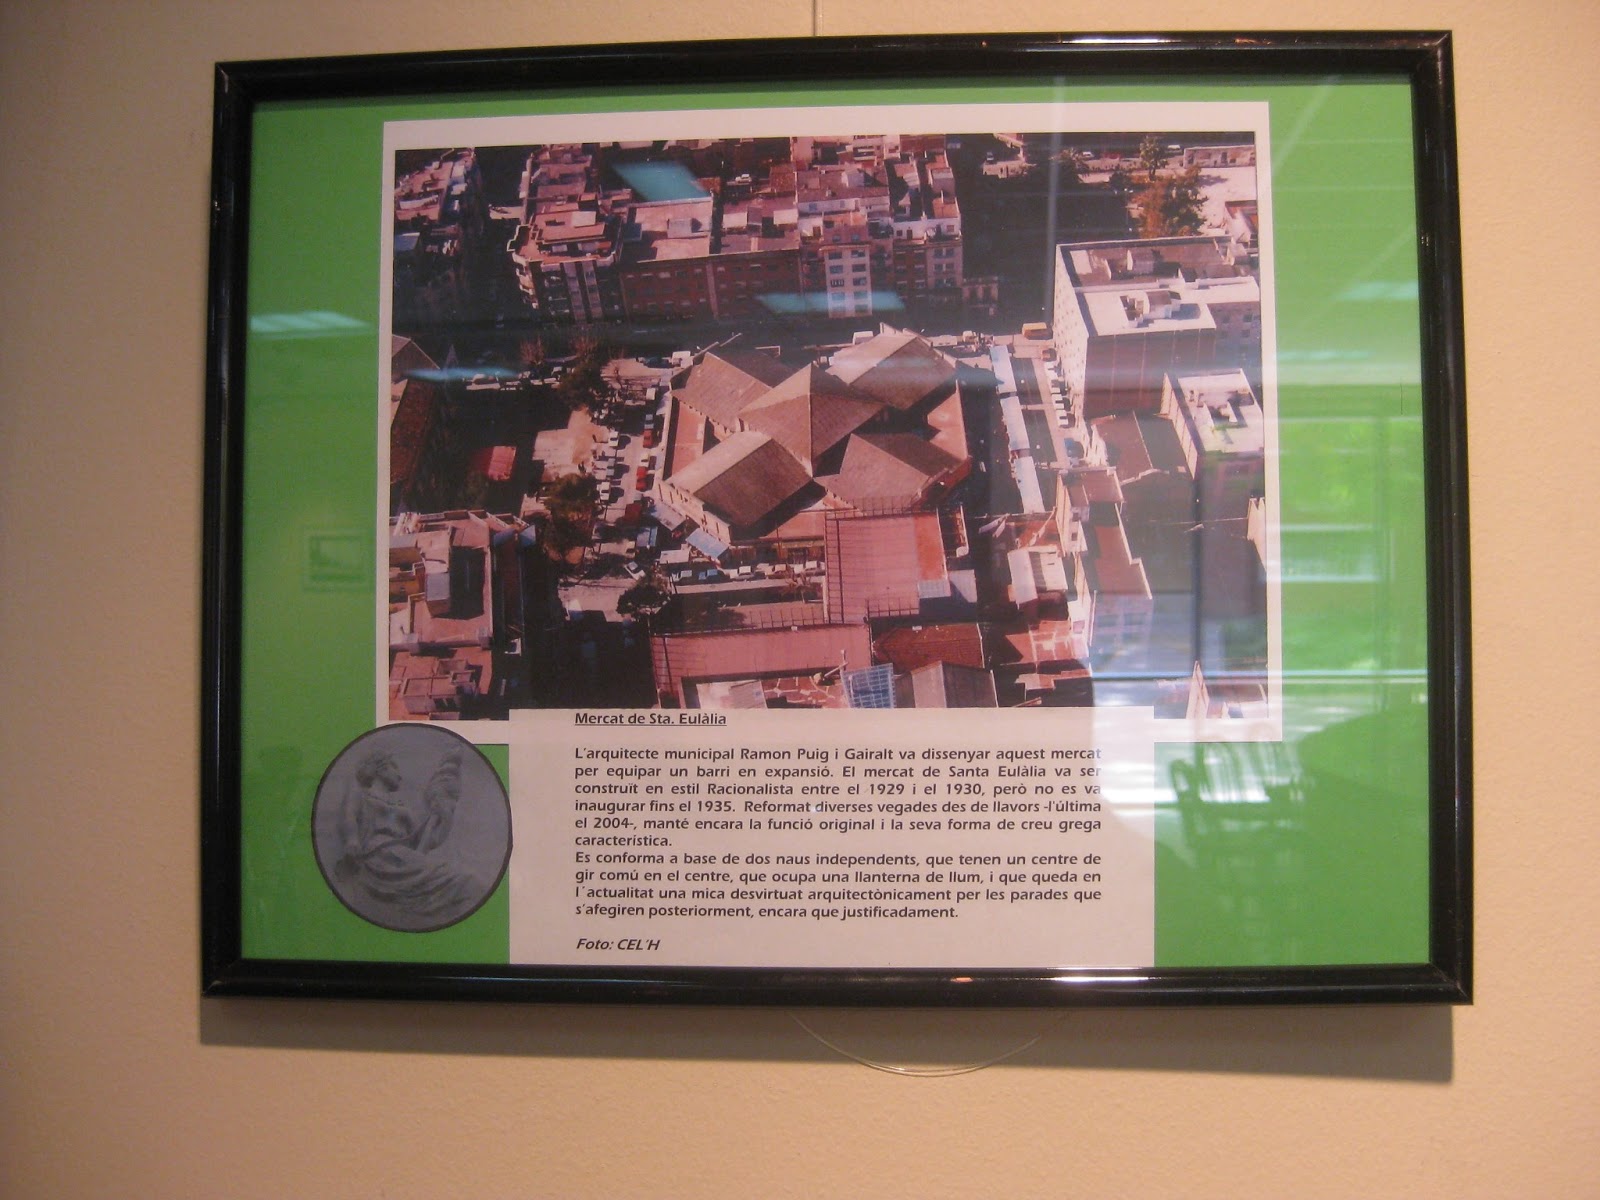 Mercat de Sta. Eulàlia
L'arquitecte municipal Ramon Puig i Gairalt va dissenyar aquest mercat
per equipar un barri en expansió. El mercat de Santa Eulàlia va ser
construït en estil Racionalista entre el 1929 i el 1930, però no es va
inaugurar fins el 1935. Reformat diverses vegades des de llavors -l'última
el 2004-, manté encara la funció original i la seva forma de creu grega
característica.
Es conforma a base de dos naus independents, que tenen un centre de
gir comú en el centre, que ocupa una llanterna de llum, i que queda en
l´actualitat una mica desvirtuat arquitectònicament per les parades que
s'afegiren posteriorment, encara que justificadament.
Foto: CEL´H